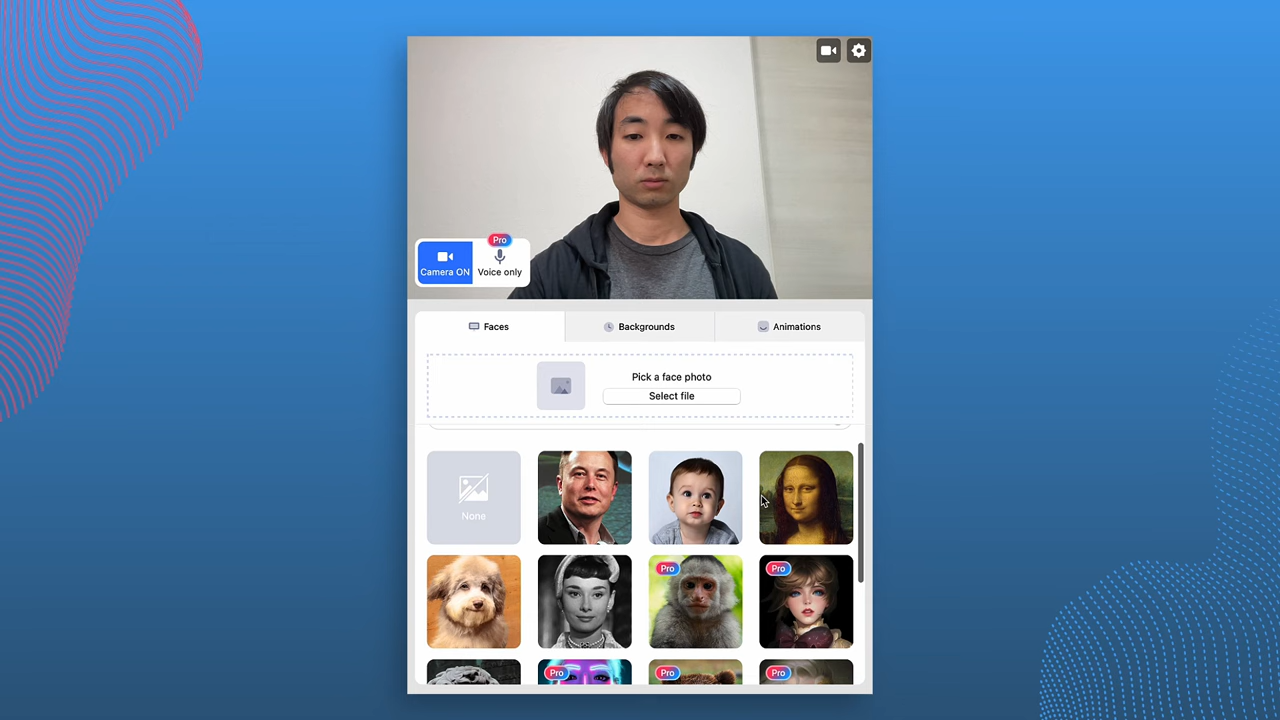 Pro
Camera ON
Voice only
Faces
Backgrounds
Animations
Pick a face photo
Select file
None
Pro
Pro
Pro
Pro
Pro